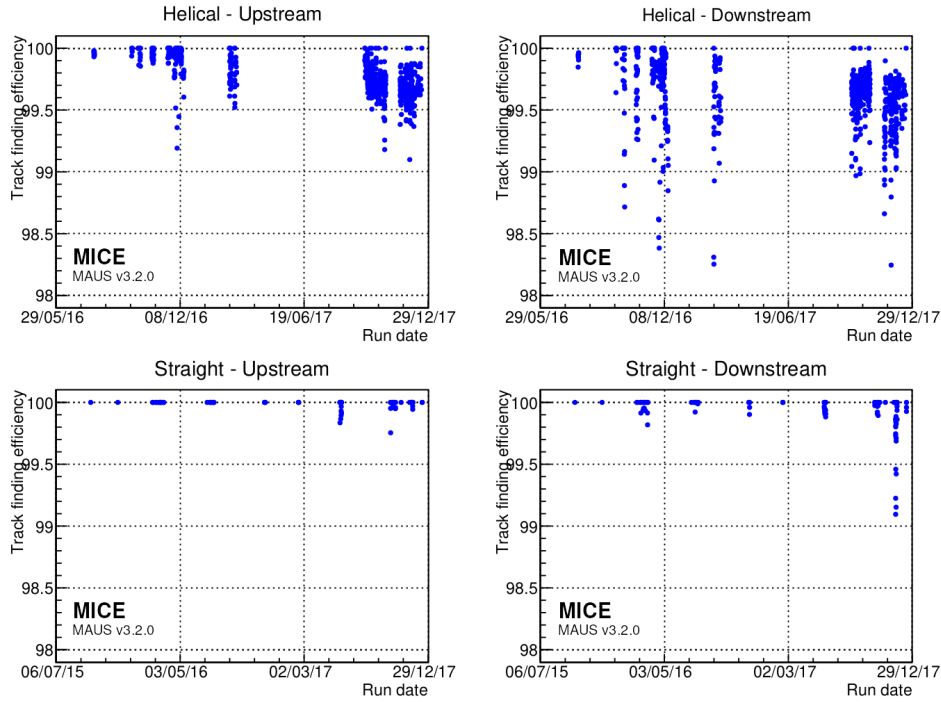 Helical - Upstream
Track finding efficiency
100
99.5
99
98.5
98
MICE
MAUS v3.2.0
29/05/16 08/12/16 19/06/17 29/12/17
Run date
Helical - Downstream
Track finding efficiency
100
99.5
99
98.5
98
MICE
MAUS v3.2.0
29/05/16 08/12/16 19/06/17 29/12/17
Run date
Straight - Upstream
Track finding efficiency
100
99.5
99
98.5
98
MICE
MAUS v3.2.0
06/07/15 03/05/16 02/03/17 29/12/17
Run date
Straight - Downstream
Track finding efficiency
100
99.5
99
98.5
98
MICE
MAUS v3.2.0
06/07/15 03/05/16 02/03/17 29/12/17
Run date